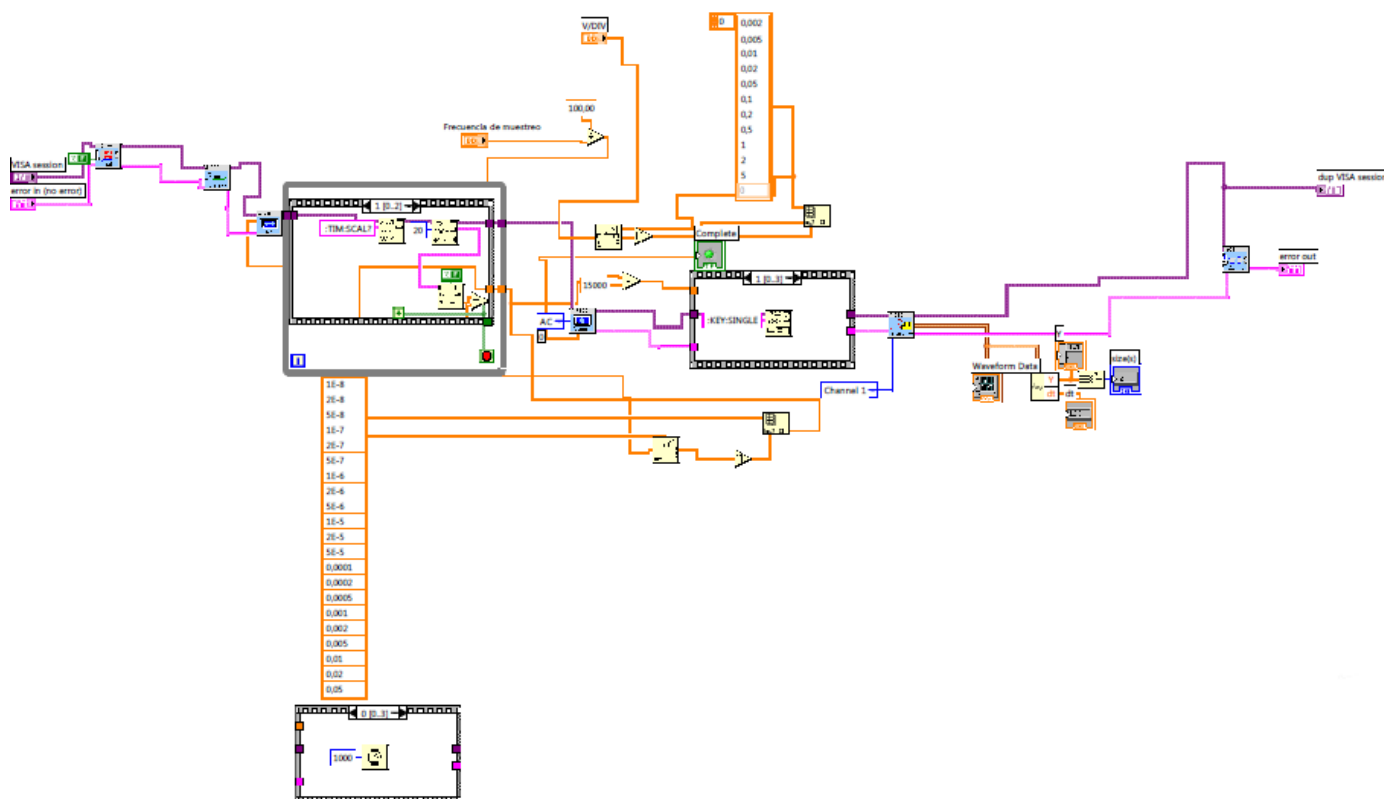 V/DIV
0
0,002
0,005
0,01
0,02
0,05
0,1
0,2
0,5
1
2
5
0
100,00
Frecuencia de muestreo
VISA session
error in (no error)
dup VISA session
error out
1 [0..2]
:TIM:SCAL?
20
Complete
15000
AC
0
1 [0..3]
:KEY:SINGLE
Channel 1
Waveform Data
Y
Y
dt
dt
size(s)
i
1E-8
2E-8
5E-8
1E-7
2E-7
5E-7
1E-6
2E-6
5E-6
1E-5
2E-5
5E-5
0,0001
0,0002
0,0005
0,001
0,002
0,005
0,01
0,02
0,05
0 [0..3]
1000